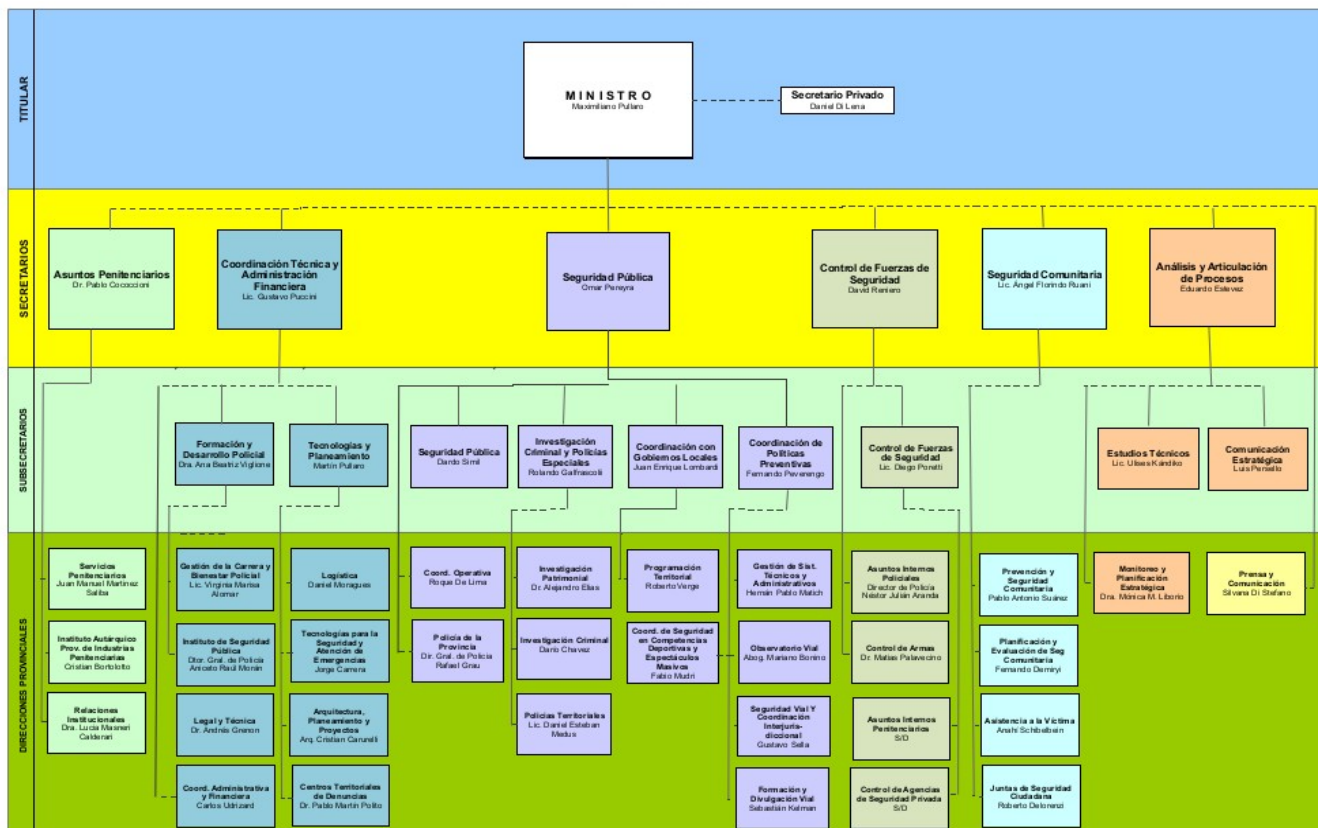 TITULAR
MINISTRO
Maximiliano Pullaro
Secretario Privado
Daniel Di Lena
SECRETARIOS
Asuntos Penitenciarios
Dr. Pablo Cococcioni
Coordinación Técnica y
Administración
Financiera
Lic. Gustavo Puccini
Seguridad Pública
Omar Pereyra
Control de Fuerzas de
Seguridad
David Reniero
Seguridad Comunitaria
Lic. Ángel Florindo Ruani
Análisis y Articulación
de Procesos
Eduardo Estevez
SUBSECRETARIOS
Formación y
Desarrollo Policial
Dra. Ana Beatriz Viglione
Tecnologías y
Planeamiento
Martín Pullaro
Seguridad Pública
Dardo Simil
Investigación
Criminal y Policías
Especiales
Rolando Galfrascoli
Coordinación con
Gobiernos Locales
Juan Enrique Lombardi
Coordinación de
Políticas
Preventivas
Fernando Peverengo
Control de Fuerzas
de Seguridad
Lic. Diego Poretti
Estudios Técnicos
Lic. Ulises Kandiko
Comunicación
Estratégica
Luis Persello
DIRECCIONES PROVINCIALES
Servicios
Penitenciarios
Juan Manuel Martinez
Saliba
Gestión de la Carrera y
Bienestar Policial
Lic. Virginia Marisa
Alomar
Logística
Daniel Moragues
Coord. Operativa
Roque De Lima
Investigación
Patrimonial
Dr. Alejandro Elias
Programación
Territorial
Roberto Verge
Gestión de Sist.
Técnicos y
Administrativos
Hernán Pablo Matich
Asuntos Internos
Policiales
Director de Policía
Néstor Julián Aranda
Prevención y
Seguridad
Comunitaria
Pablo Antonio Suárez
Monitoreo y
Planificación
Estratégica
Dra. Mónica M. Liborio
Prensa y
Comunicación
Silvana Di Stefano
Instituto Autárquico
Prov. de Industrias
Penitenciarias
Cristian Bortolotto
Instituto de Seguridad
Pública
Dtor. Gral. de Policía
Aniceto Raúl Morán
Tecnologías para la
Seguridad y
Atención de
Emergencias
Jorge Carrera
Policía de la
Provincia
Dir. Gral. de Policía
Rafael Grau
Investigación Criminal
Darío Chavez
Coord. de Seguridad
en Competencias
Deportivas y
Espectáculos
Masivos
Fabio Mudri
Observatorio Vial
Abog. Mariano Bonino
Control de Armas
Dr. Matias Palavecino
Planificación y
Evaluación de Seg
Comunitaria
Fernando Demiryi
Relaciones
Institucionales
Dra. Lucia Masneri
Calderari
Legal y Técnica
Dr. Andrés Grenon
Arquitectura,
Planeamiento y
Proyectos
Arq. Cristian Carunelli
Policías Territoriales
Lic. Daniel Esteban
Medus
Seguridad Vial Y
Coordinación
Interjuris-
diccional
Gustavo Sella
Asuntos Internos
Penitenciarios
S/D
Asistencia a la Víctima
Anahí Schibelbein
Coord. Administrativa
y Financiera
Carlos Udrizard
Centros Territoriales
de Denuncias
Dr. Pablo Martín Polito
Formación y
Divulgación Vial
Sebastián Kelman
Control de Agencias
de Seguridad Privada
S/D
Juntas de Seguridad
Ciudadana
Roberto Delorenzi